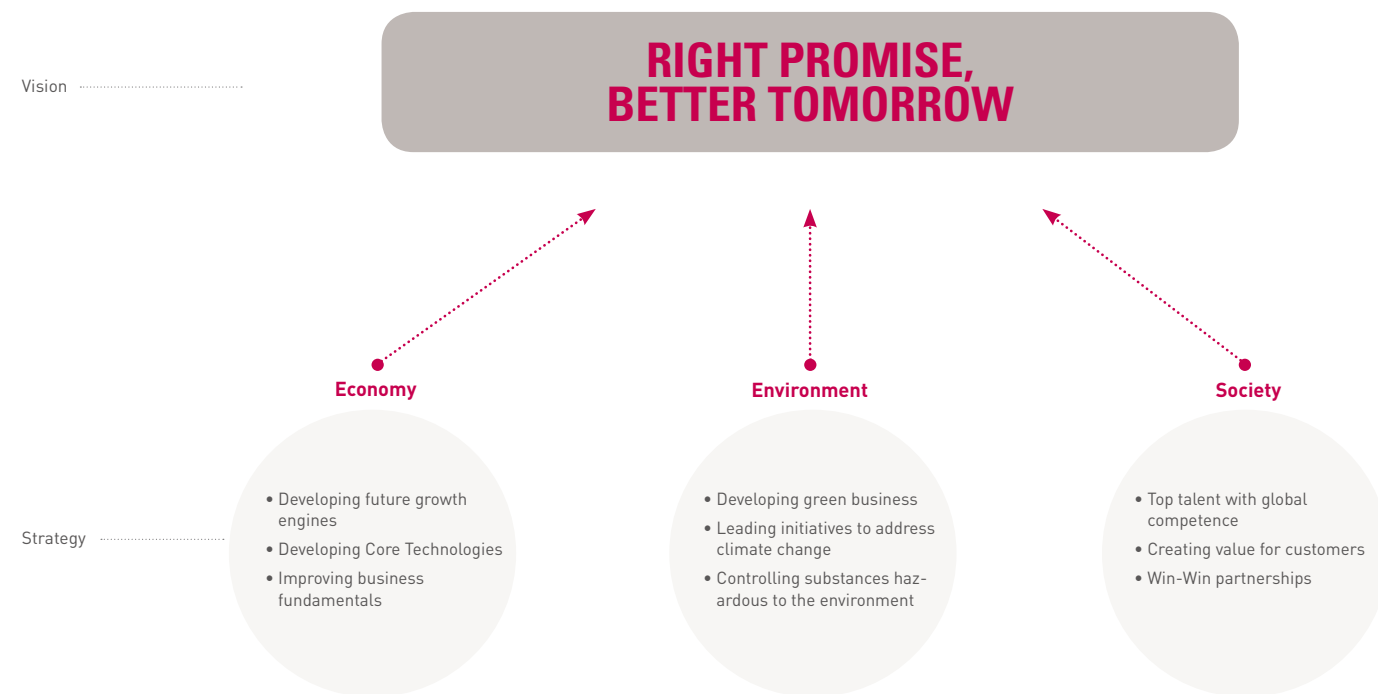 Vision
RIGHT PROMISE,
BETTER TOMORROW
Economy
Environment
Society
Strategy
• Developing future growth
engines
• Developing Core Technologies
• Improving business
fundamentals
• Developing green business
• Leading initiatives to address
climate change
• Controlling substances haz-
ardous to the environment
• Top talent with global
competence
• Creating value for customers
• Win-Win partnerships